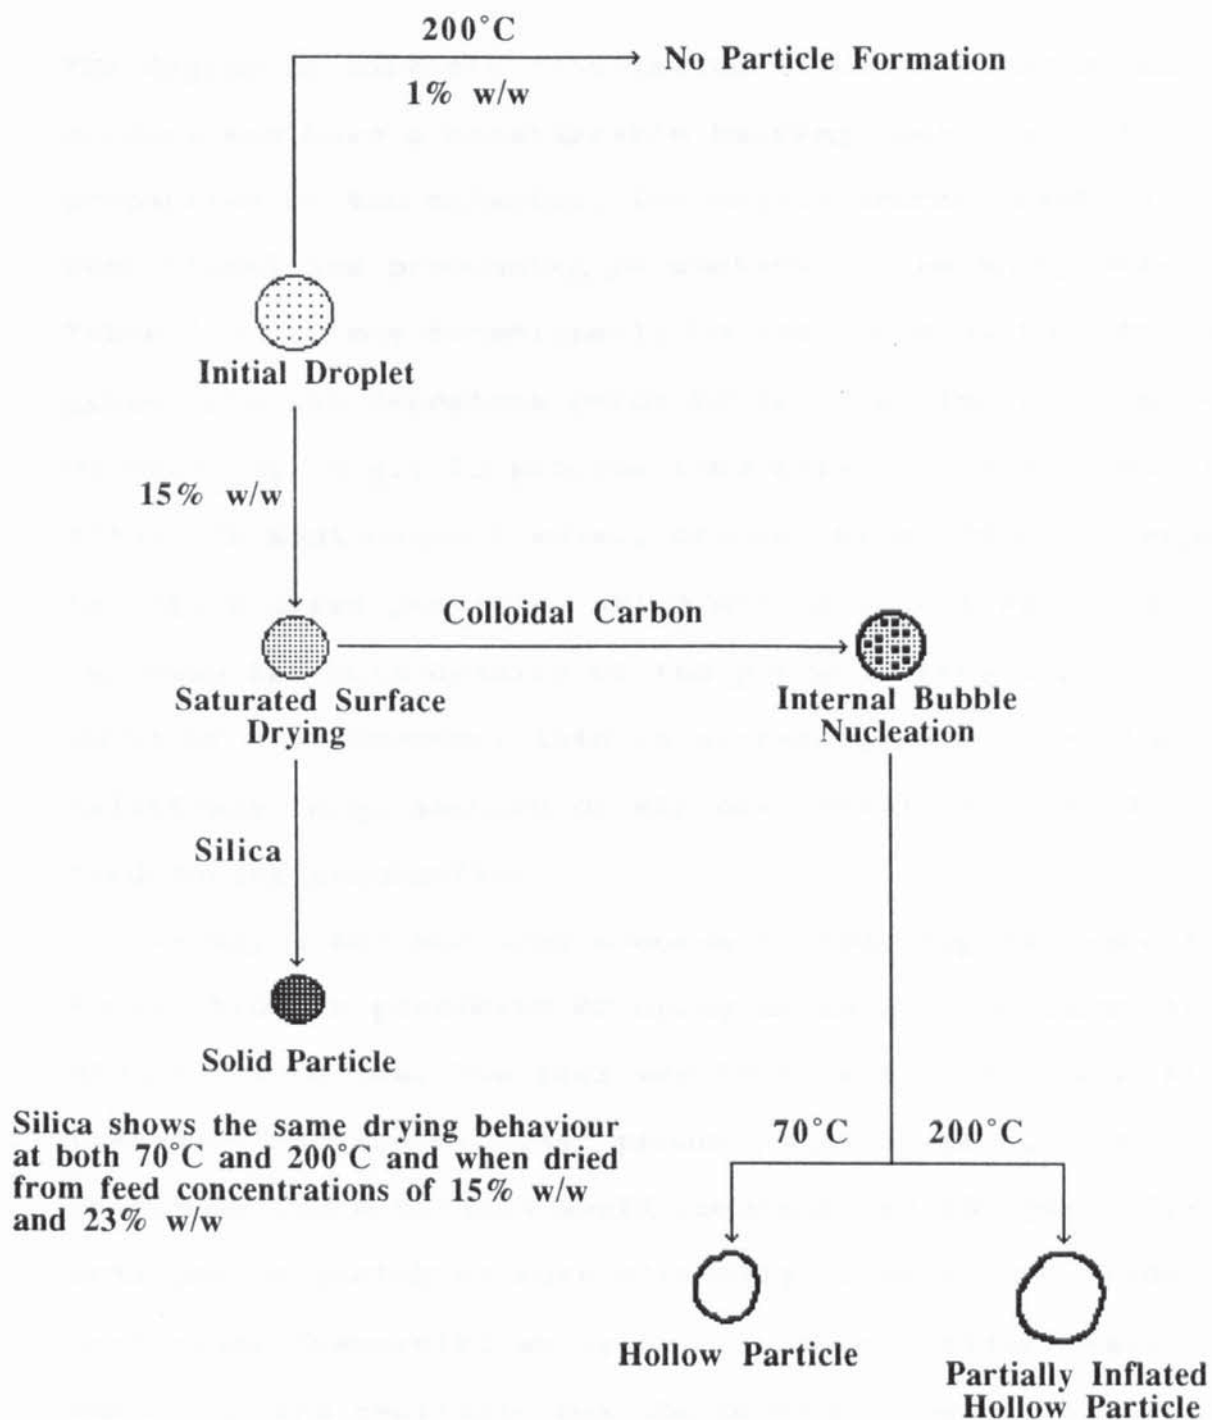 200°C
No Particle Formation
1% w/w
Initial Droplet
15% w/w
Colloidal Carbon
Saturated Surface
Drying
Internal Bubble
Nucleation
Silica
Solid Particle
Silica shows the same drying behaviour
at both 70°C and 200°C and when dried
from feed concentrations of 15% w/w
and 23% w/w
70°C
200°C
Hollow Particle
Partially Inflated
Hollow Particle